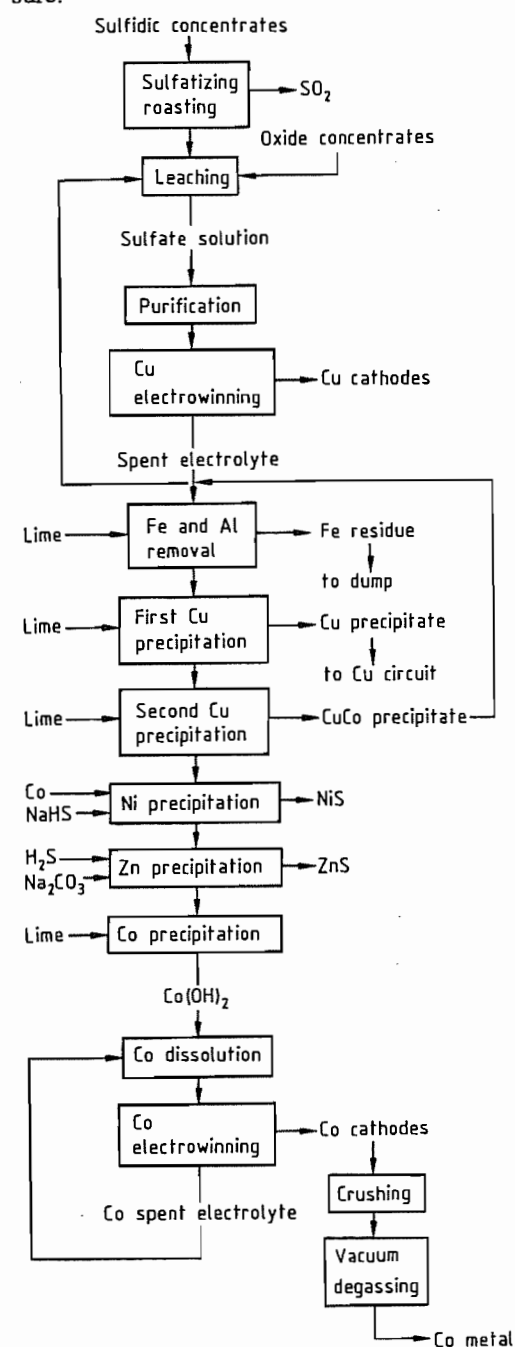 Sulfidic concentrates
Sulfatizing
roasting
SO₂
Oxide concentrates
Leaching
Sulfate solution
Purification
Cu
electrowinning
Cu cathodes
Spent electrolyte
Lime
Fe and Al
removal
Fe residue
to dump
Lime
First Cu
precipitation
Cu precipitate
to Cu circuit
Lime
Second Cu
precipitation
CuCo precipitate
Co
NaHS
Ni precipitation
NiS
H₂S
Na₂CO₃
Zn precipitation
ZnS
Lime
Co precipitation
Co(OH)₂
Co dissolution
Co
electrowinning
Co cathodes
Crushing
Co spent electrolyte
Vacuum
degassing
Co metal